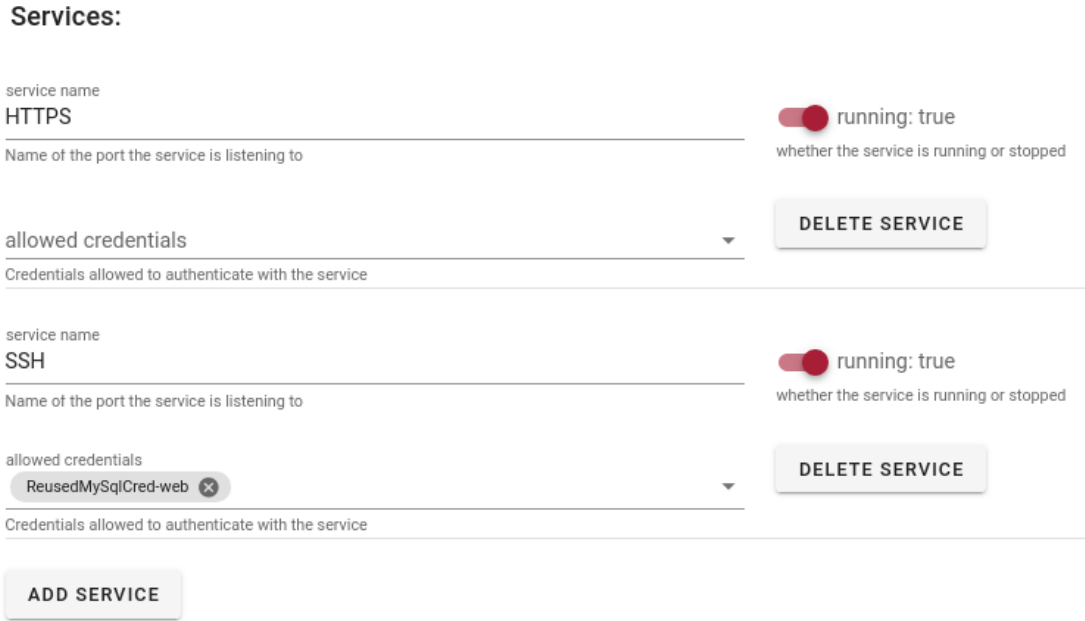 Services:
service name
HTTPS
running: true
Name of the port the service is listening to
whether the service is running or stopped
DELETE SERVICE
allowed credentials
Credentials allowed to authenticate with the service
service name
SSH
running: true
Name of the port the service is listening to
whether the service is running or stopped
allowed credentials
DELETE SERVICE
ReusedMySqlCred-web
Credentials allowed to authenticate with the service
ADD SERVICE